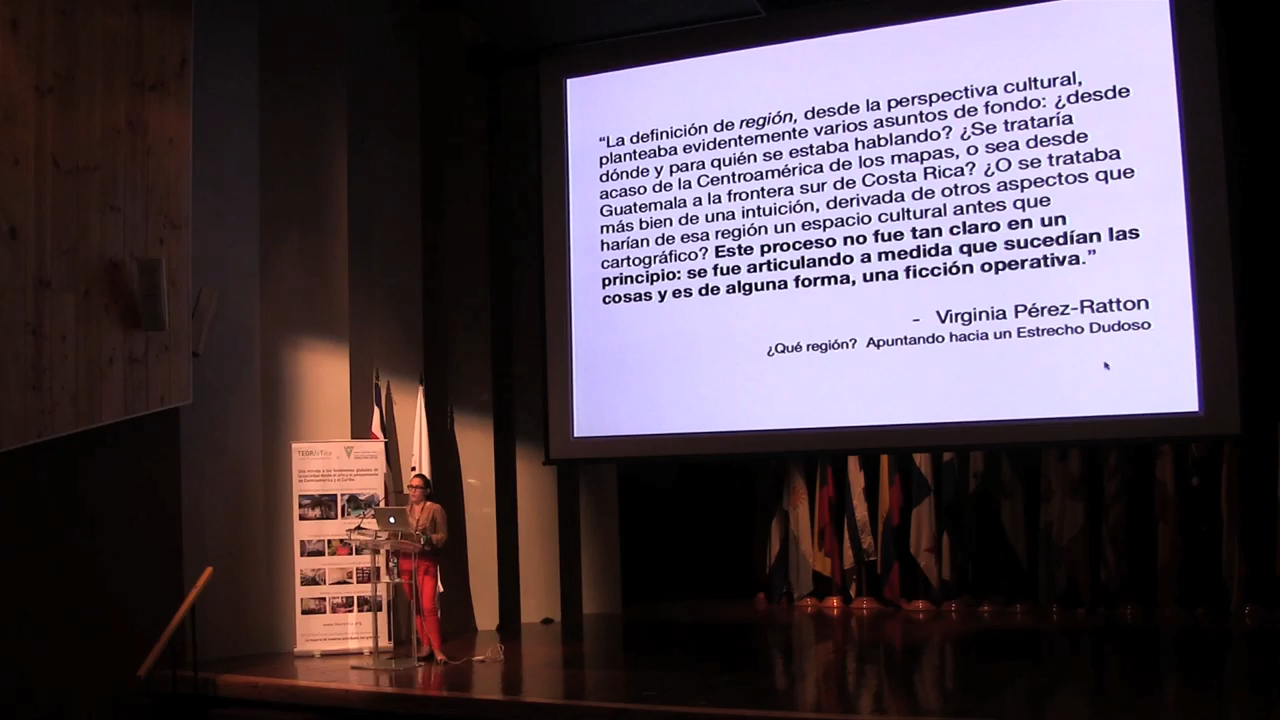 “La definición de región, desde la perspectiva cultural,
planteaba evidentemente varios asuntos de fondo: ¿desde
dónde y para quién se estaba hablando? ¿Se trataría
acaso de la Centroamérica de los mapas, o sea desde
Guatemala a la frontera sur de Costa Rica? ¿O se trataba
más bien de una intuición, derivada de otros aspectos que
harían de esa región un espacio cultural antes que
cartográfico? Este proceso no fue tan claro en un
principio: se fue articulando a medida que sucedían las
cosas y es de alguna forma, una ficción operativa.”
- Virginia Pérez-Ratton
¿Qué región? Apuntando hacia un Estrecho Dudoso
TEOR/éTica